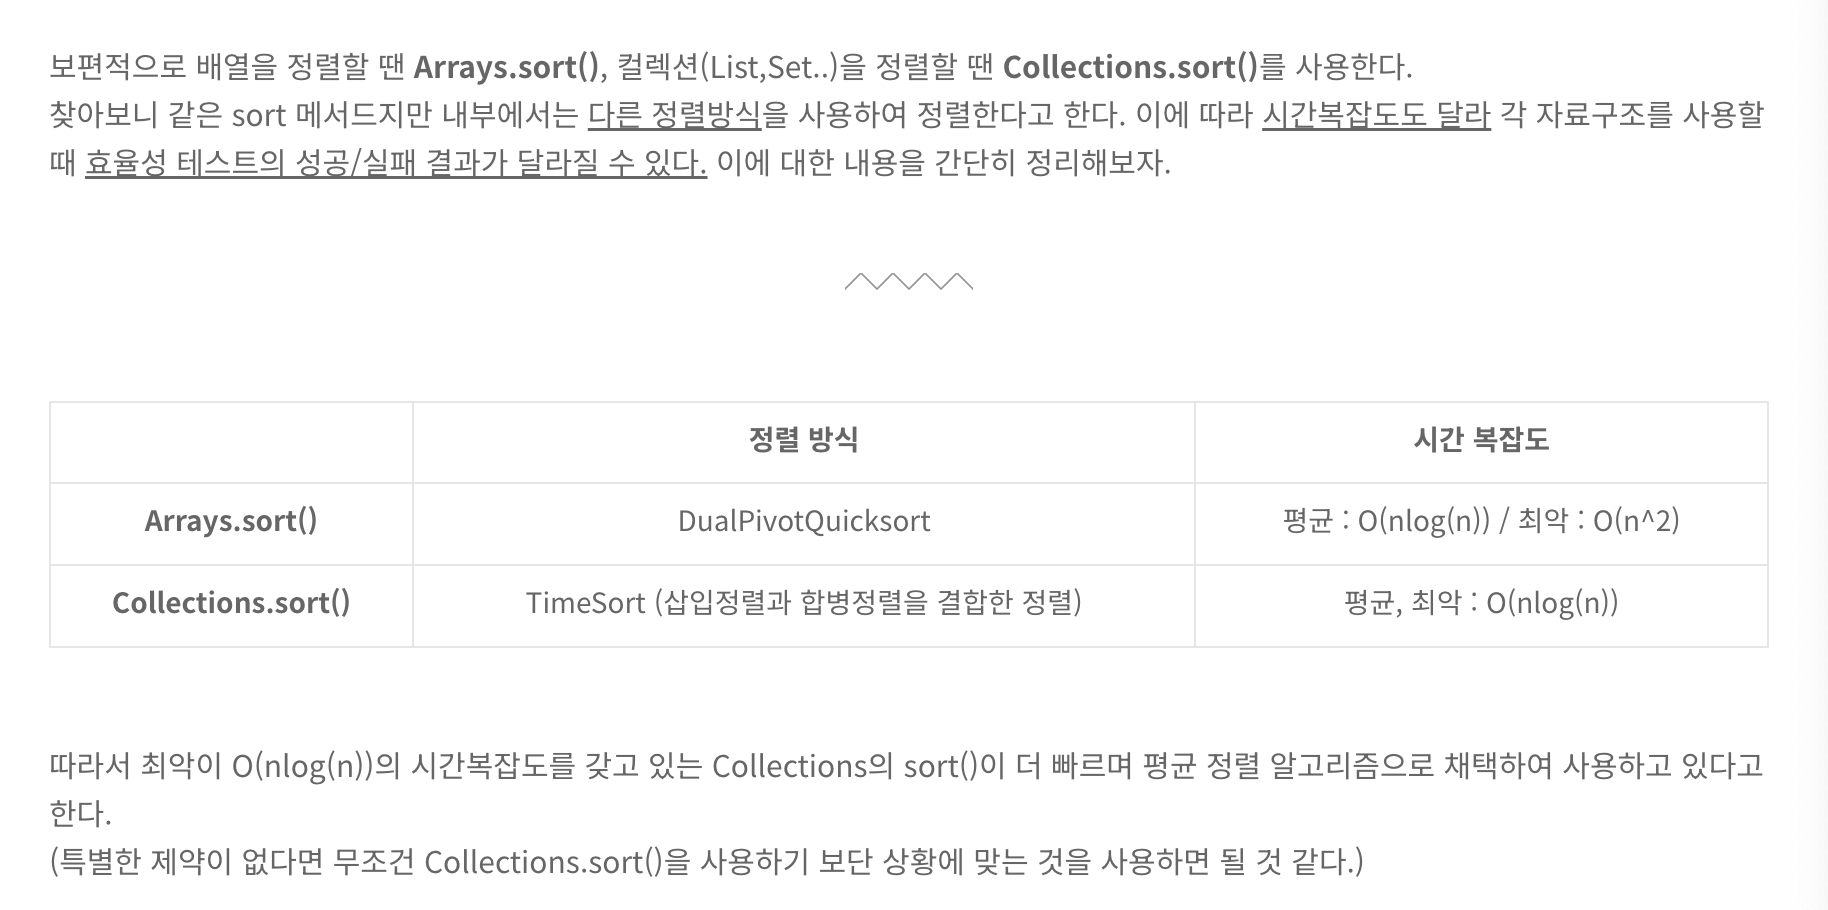 보편적으로 배열을 정렬할 땐 Arrays.sort(), 컬렉션(List,Set..)을 정렬할 땐 Collections.sort()를 사용한다.
찾아보니 같은 sort 메서드지만 내부에서는 다른 정렬방식을 사용하여 정렬한다고 한다. 이에 따라 시간복잡도도 달라 각 자료구조를 사용할
때 효율성 테스트의 성공/실패 결과가 달라질 수 있다. 이에 대한 내용을 간단히 정리해보자.
정렬 방식 시간 복잡도
Arrays.sort() DualPivotQuicksort 평균 : O(nlog(n)) / 최악 : O(n^2)
Collections.sort() TimeSort (삽입정렬과 합병정렬을 결합한 정렬) 평균, 최악 : O(nlog(n))
따라서 최악이 O(nlog(n))의 시간복잡도를 갖고 있는 Collections의 sort()이 더 빠르며 평균 정렬 알고리즘으로 채택하여 사용하고 있다고
한다.
(특별한 제약이 없다면 무조건 Collections.sort()을 사용하기 보단 상황에 맞는 것을 사용하면 될 것 같다.)